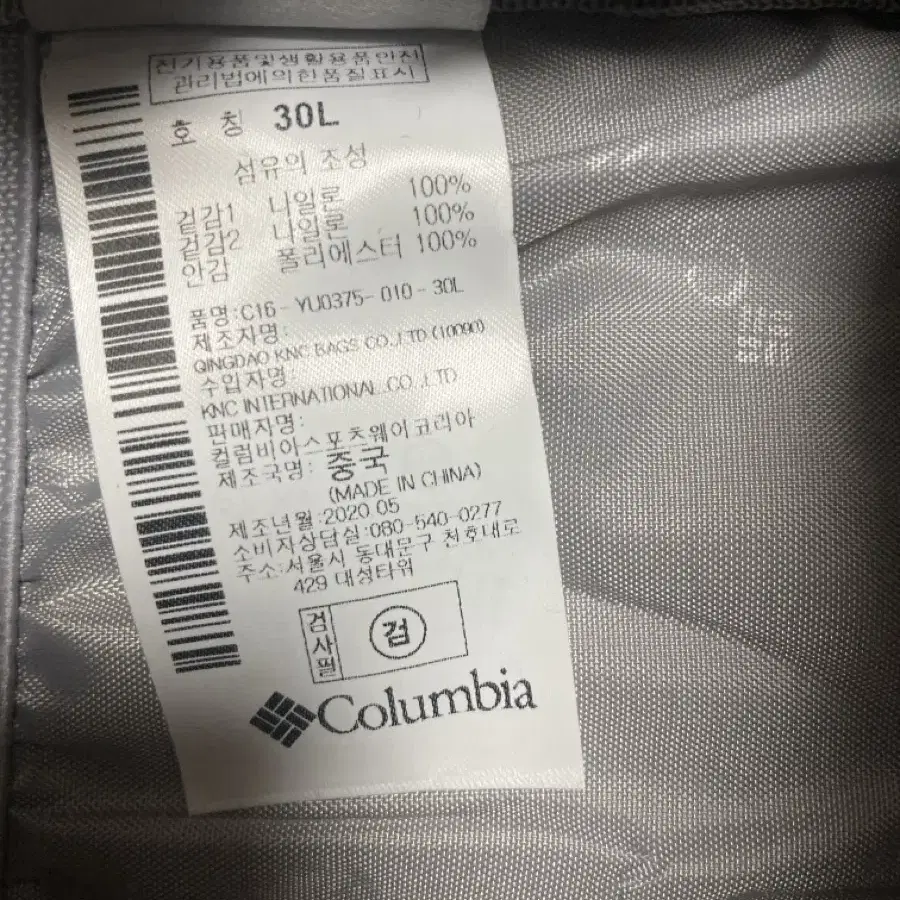 전기용품및생활용품안전
관리법에의한품질표시
호 칭 30L
섬유의 조성
겉감1 나일론 100%
겉감2 나일론 100%
안감 폴리에스터 100%
품명:C16-YU0375-010-30L
제조자명:
QINGDAO KNC BAGS CO.,LTD(10090)
수입자명:
KNC INTERNATIONAL.CO.,LTD
판매자명:
컬럼비아스포츠웨어코리아
제조국명: 중국
(MADE IN CHINA)
제조년월:2020 05
소비자상담실:080-540-0277
주소:서울시 동대문구 천호대로
429 대성타워
검사필 검
Columbia